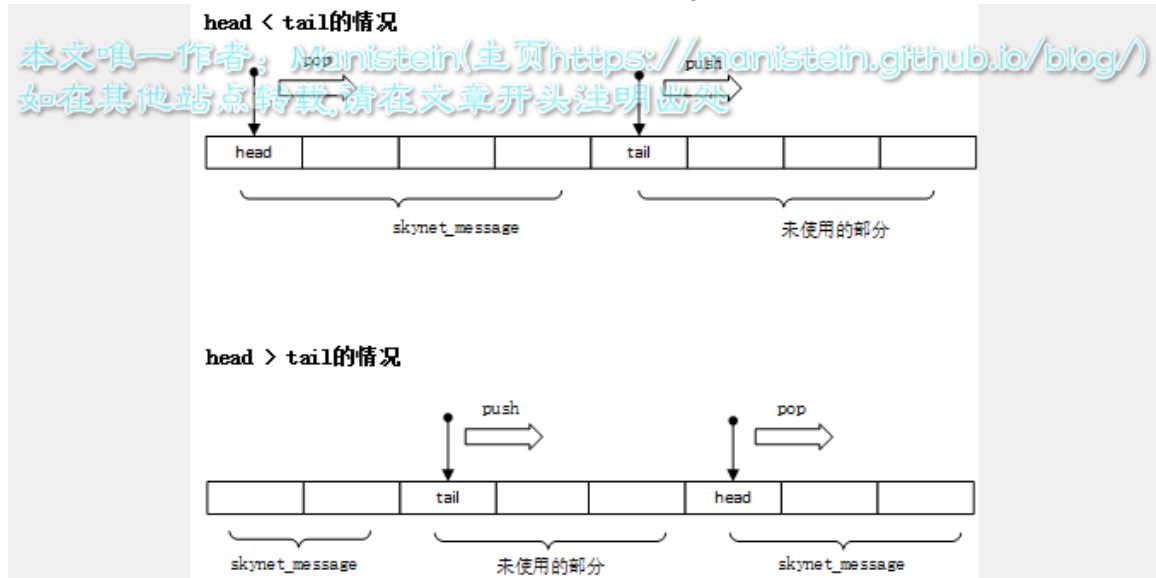 head < tail的情况
本文唯一作者：Manistein(主页https://manistein.github.io/blog/)
如在其他站点转载,请在文章开头注明出处
pop
push
head
tail
skynet_message
未使用的部分
head > tail的情况
push
pop
tail
head
skynet_message
未使用的部分
skynet_message